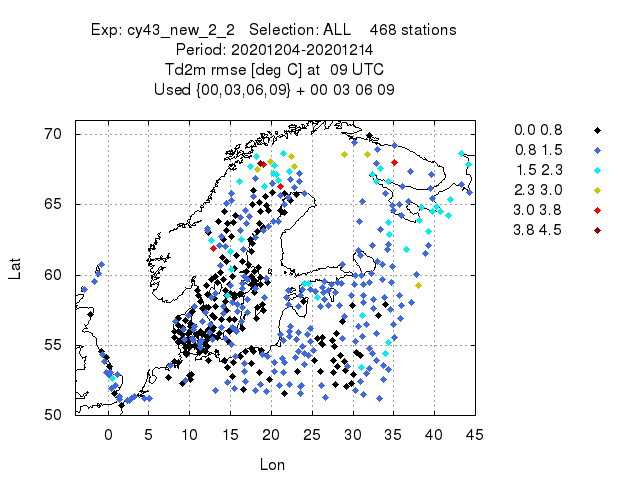 Exp: cy43_new_2_2 Selection: ALL 468 stations
Period: 20201204-20201214
Td2m rmse [deg C] at 09 UTC
Used {00,03,06,09} + 00 03 06 09
70
65
60
55
50
Lat
0 5 10 15 20 25 30 35 40 45
Lon
0.0 0.8
0.8 1.5
1.5 2.3
2.3 3.0
3.0 3.8
3.8 4.5